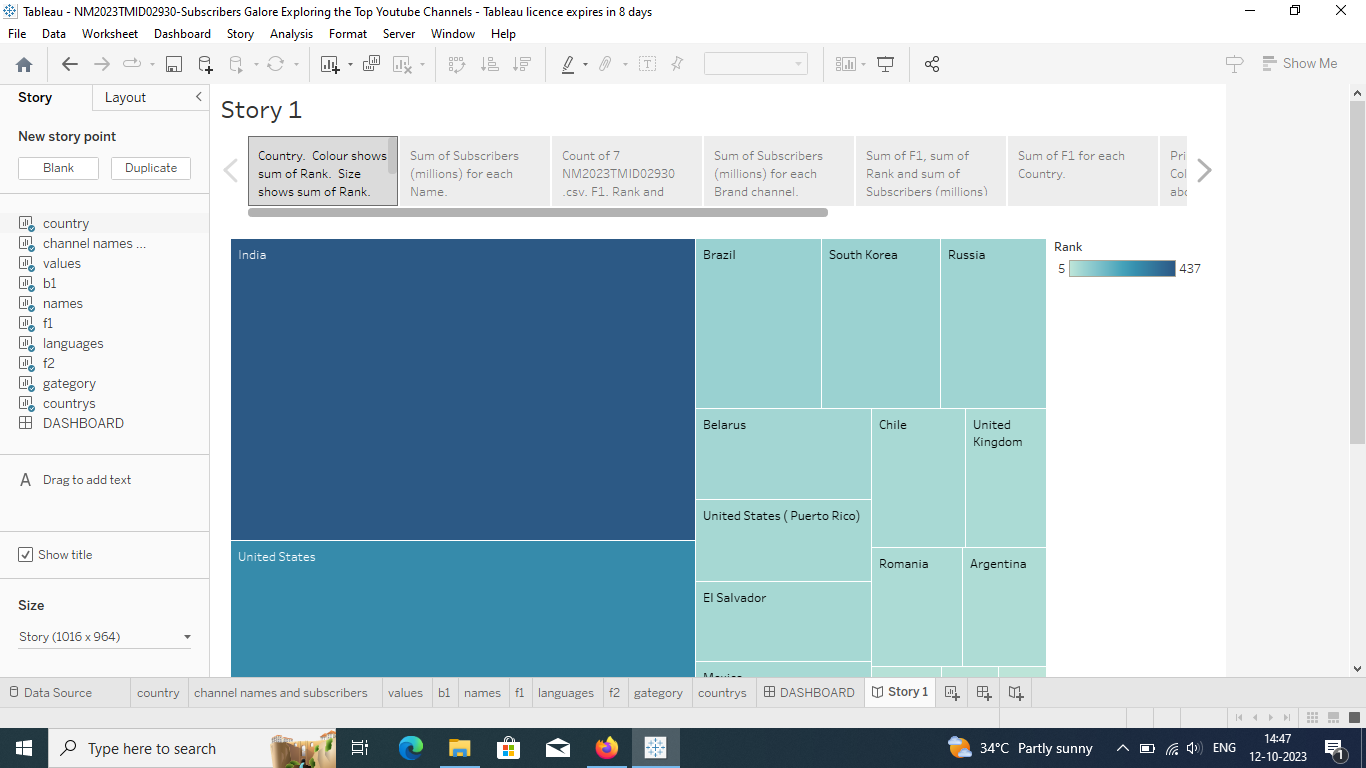 Tableau - NM2023TMID02930-Subscribers Galore Exploring the Top Youtube Channels - Tableau licence expires in 8 days
File Data Worksheet Dashboard Story Analysis Format Server Window Help
Show Me
Story Layout
New story point
Blank Duplicate
country
channel names ...
values
b1
names
f1
languages
f2
gategory
countrys
DASHBOARD
A Drag to add text
Show title
Size
Story (1016 x 964)
Story 1
Country. Colour shows
sum of Rank. Size
shows sum of Rank.
Sum of Subscribers
(millions) for each
Name.
Count of 7
NM2023TMID02930
.csv, F1, Rank and
Sum of Subscribers
(millions) for each
Brand channel.
Sum of F1, sum of
Rank and sum of
Subscribers (millions)
Sum of F1 for each
Country.
Pri
Col
abo
India
United States
Brazil
South Korea
Russia
Belarus
Chile
United
Kingdom
United States ( Puerto Rico)
Romania
Argentina
El Salvador
Mexico
Rank
5 437
Data Source country channel names and subscribers values b1 names f1 languages f2 gategory countrys DASHBOARD Story 1
Type here to search
34°C Partly sunny
ENG
14:47
12-10-2023
1